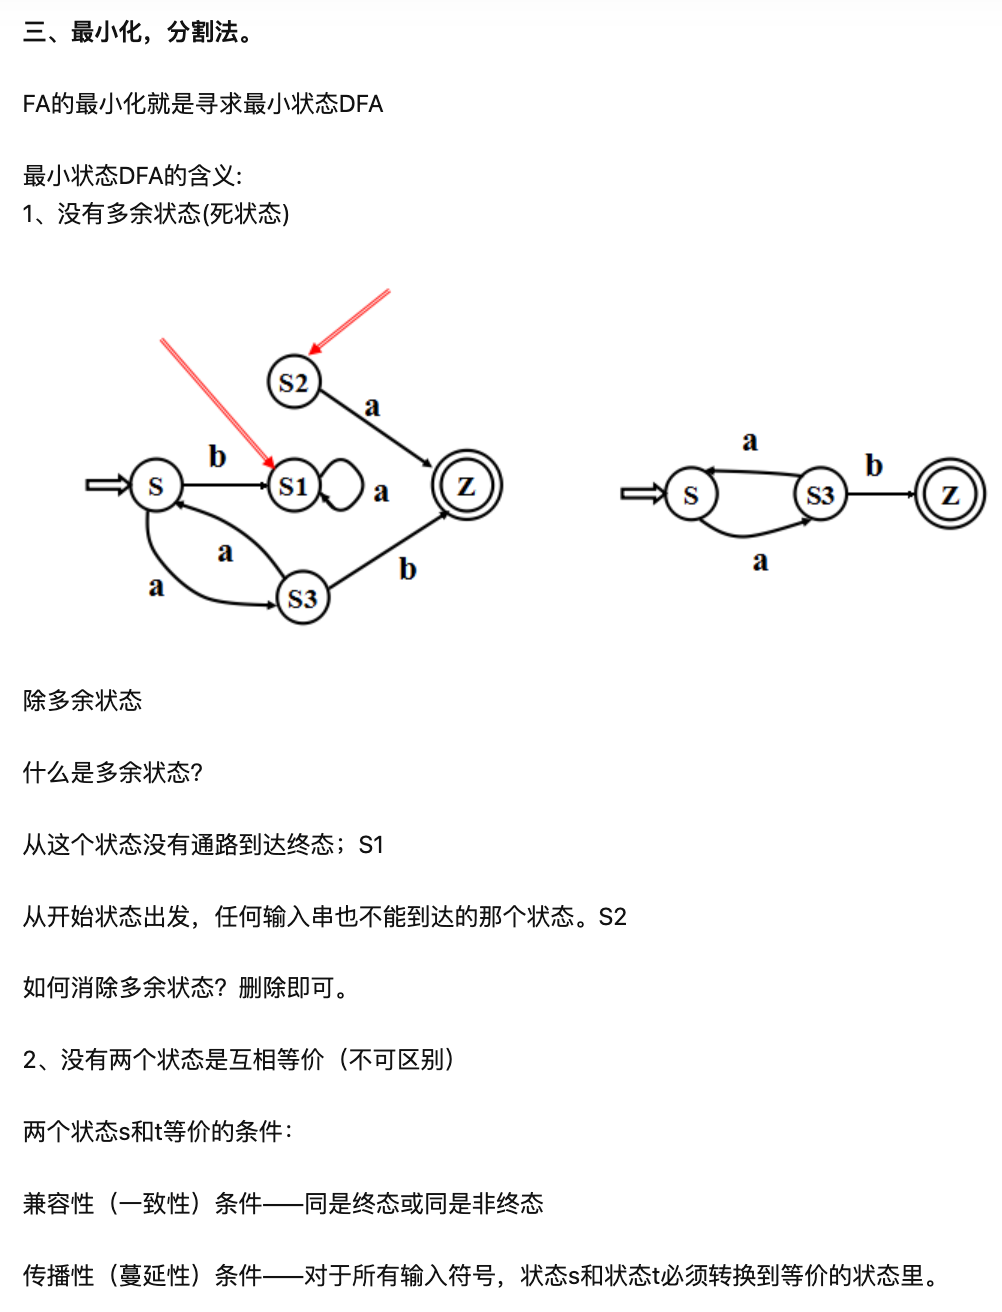 三、最小化，分割法。
FA的最小化就是寻求最小状态DFA
最小状态DFA的含义:
1、没有多余状态(死状态)
S2
a
b
S
S1
a
Z
a
a
b
S3
a
S
S3
b
Z
a
除多余状态
什么是多余状态?
从这个状态没有通路到达终态；S1
从开始状态出发，任何输入串也不能到达的那个状态。S2
如何消除多余状态？删除即可。
2、没有两个状态是互相等价（不可区别）
两个状态s和t等价的条件：
兼容性（一致性）条件——同是终态或同是非终态
传播性（蔓延性）条件——对于所有输入符号，状态s和状态t必须转换到等价的状态里。